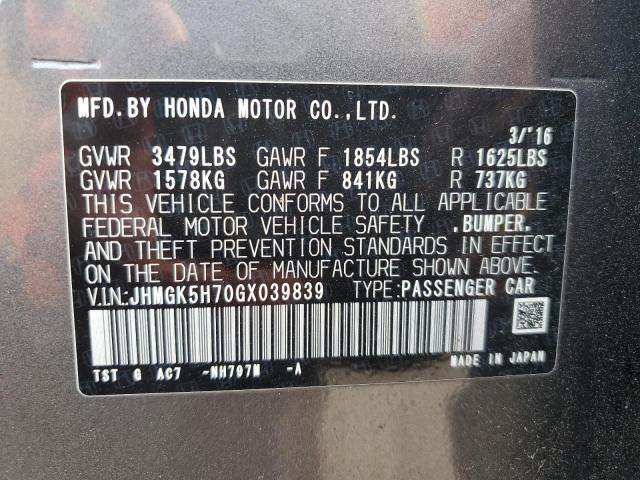 MFD.BY HONDA MOTOR CO.,LTD.
3/'16
GVWR 3479LBS GAWR F 1854LBS R 1625LBS
GVWR 1578KG GAWR F 841KG R 737KG
THIS VEHICLE CONFORMS TO ALL APPLICABLE
FEDERAL MOTOR VEHICLE SAFETY ,BUMPER,
AND THEFT PREVENTION STANDARDS IN EFFECT
ON THE DATE OF MANUFACTURE SHOWN ABOVE.
V.I.N:JHMGK5H70GX039839 TYPE:PASSENGER CAR
TST G AC7 -NH797M -A MADE IN JAPAN